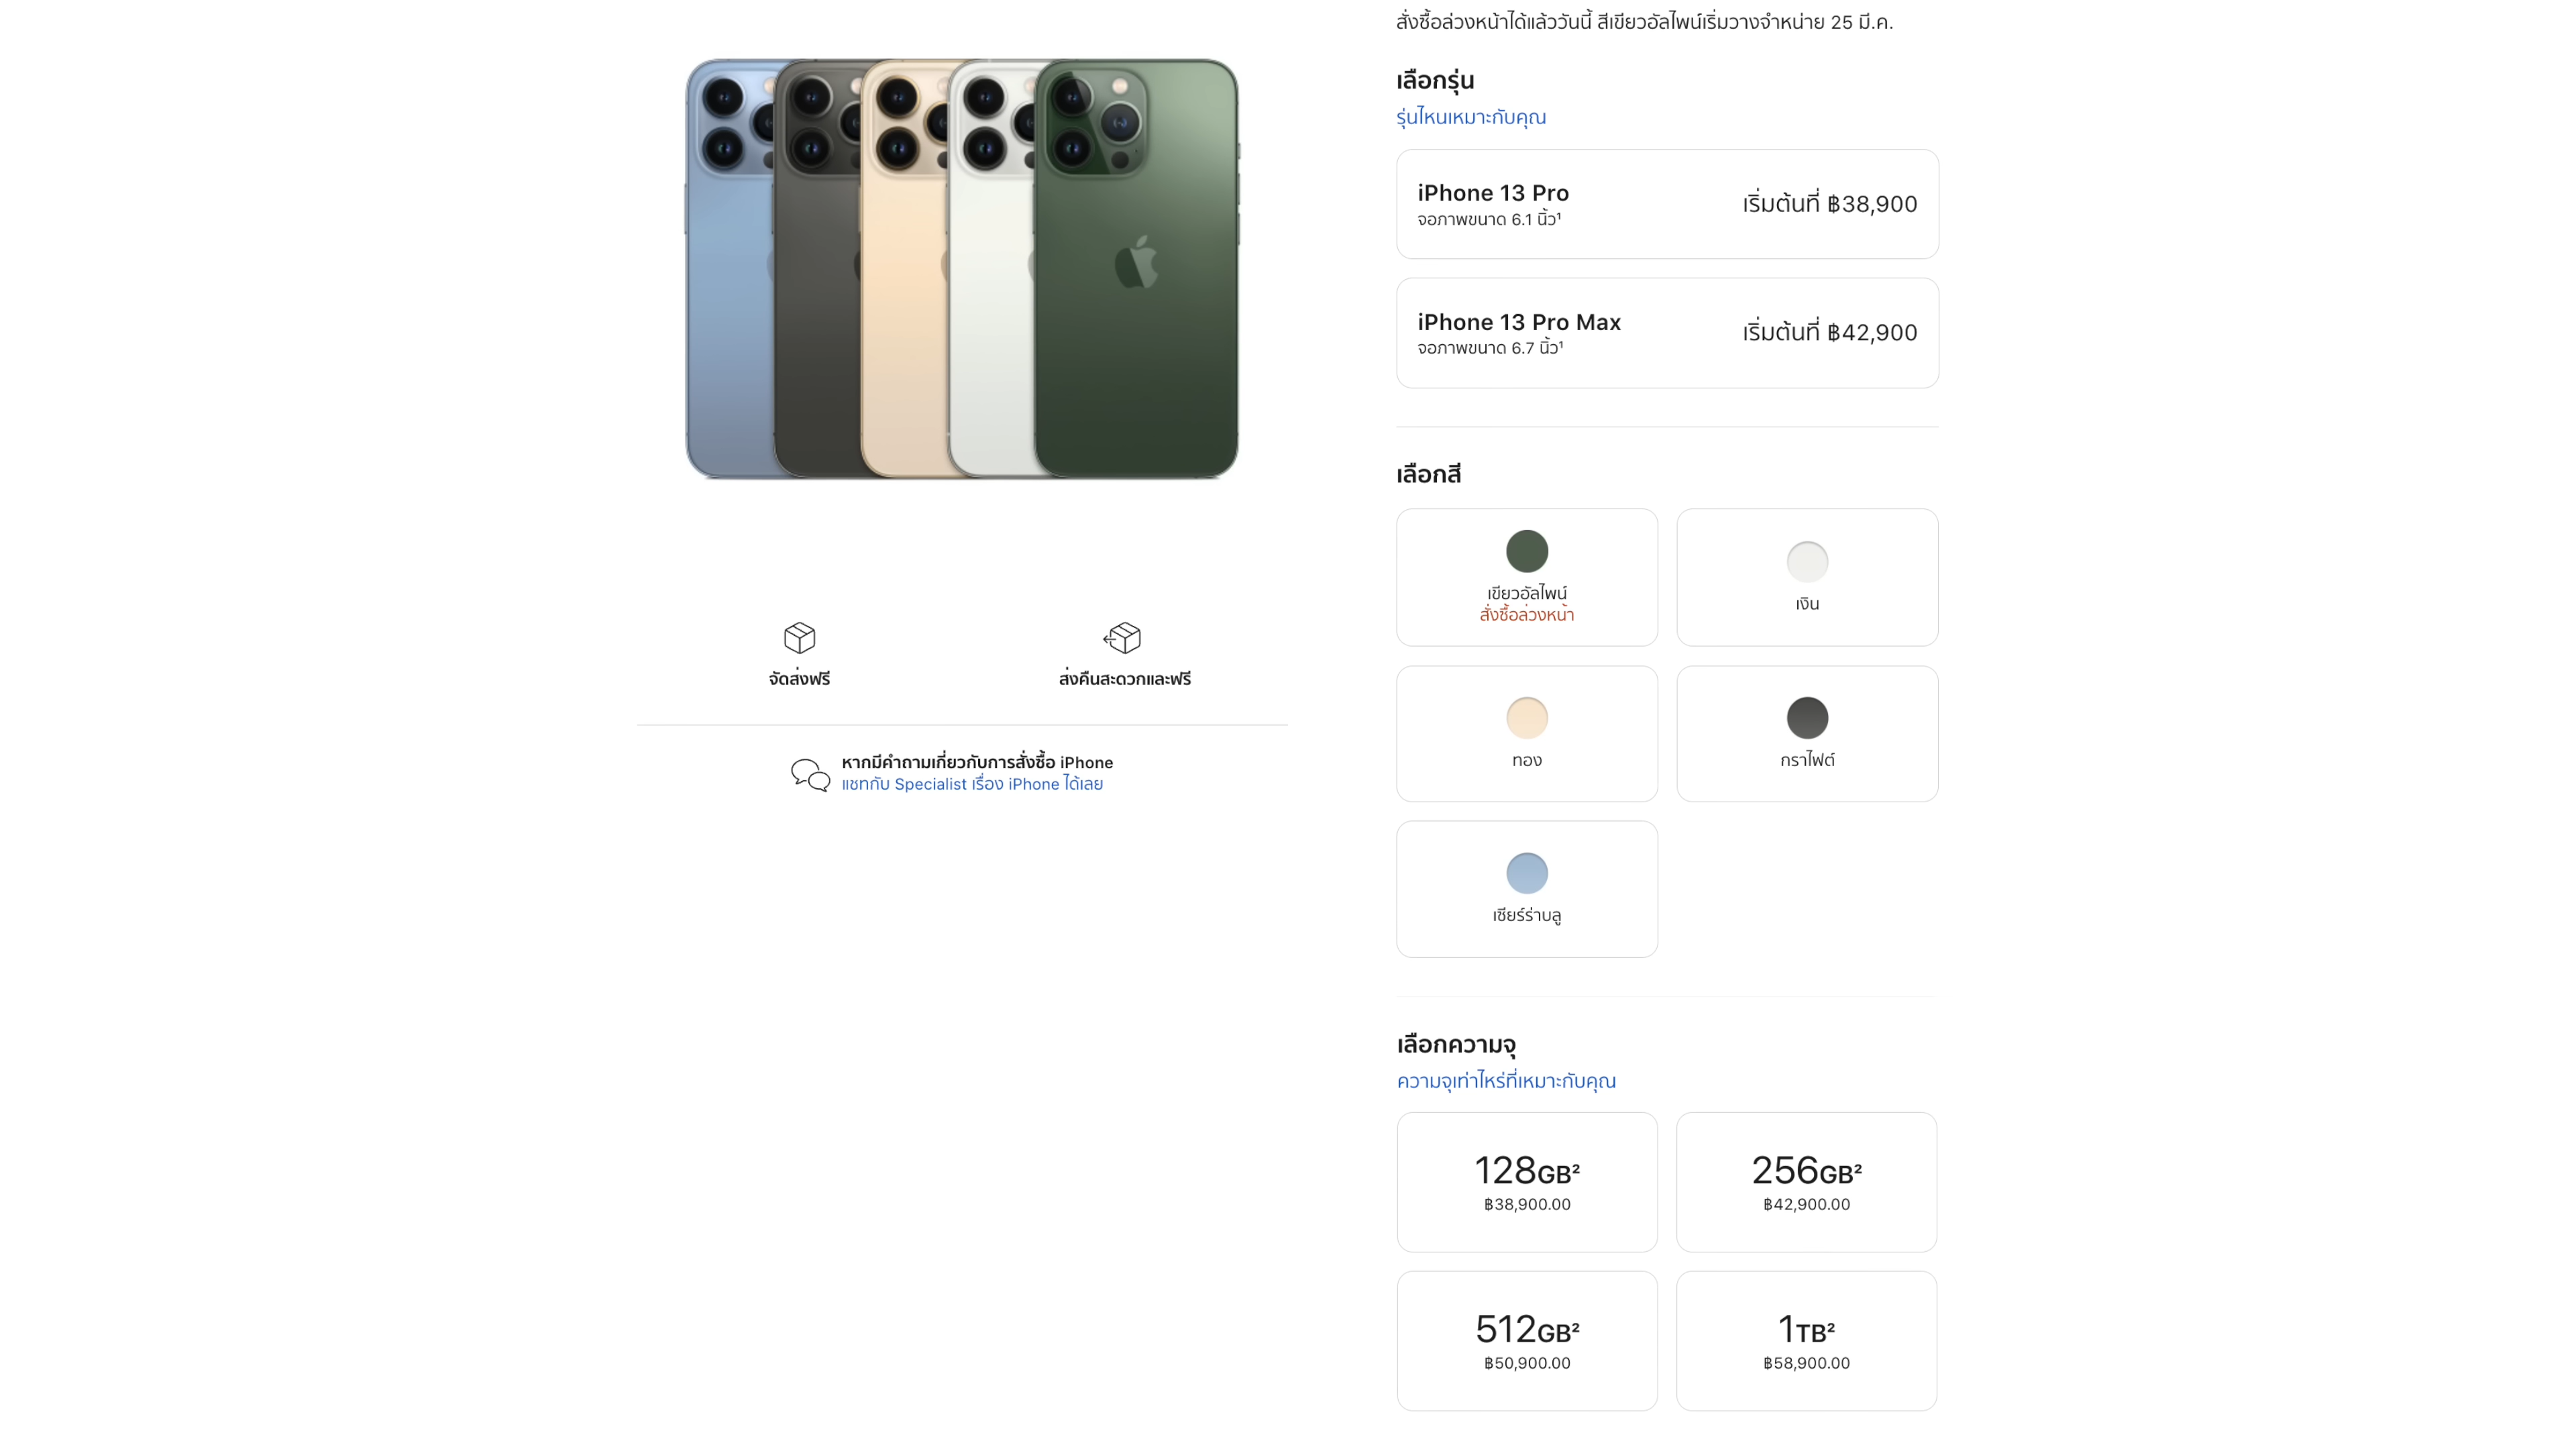 สั่งซื้อล่วงหน้าได้แล้ววันนี้ สีเขียวอัลไพน์เริ่มวางจำหน่าย 25 มี.ค.
เลือกรุ่น
รุ่นไหนเหมาะกับคุณ
iPhone 13 Pro
จอภาพขนาด 6.1 นิ้ว¹
เริ่มต้นที่ ฿38,900
iPhone 13 Pro Max
จอภาพขนาด 6.7 นิ้ว¹
เริ่มต้นที่ ฿42,900
เลือกสี
เขียวอัลไพน์
สั่งซื้อล่วงหน้า
เงิน
ทอง
กราไฟต์
เซียร์ร่าบลู
จัดส่งฟรี
ส่งคืนสะดวกและฟรี
หากมีคำถามเกี่ยวกับการสั่งซื้อ iPhone
แชทกับ Specialist เรื่อง iPhone ได้เลย
เลือกความจุ
ความจุเท่าไหร่ที่เหมาะกับคุณ
128GB²
฿38,900.00
256GB²
฿42,900.00
512GB²
฿50,900.00
1TB²
฿58,900.00